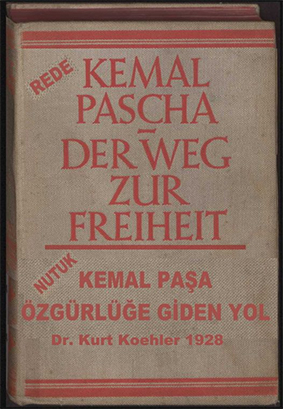 REDE
KEMAL
PASCHA
–
DER WEG
ZUR
FREIHEIT
NUTUK
KEMAL PAŞA
ÖZGÜRLÜĞE GİDEN YOL
Dr. Kurt Koehler 1928